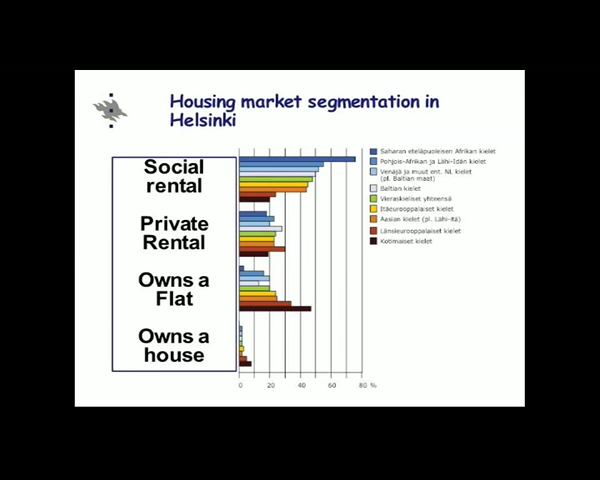 Housing market segmentation in
Helsinki
Social
rental
Private
Rental
Owns a
Flat
Owns a
house
Saharan eteläpuoleisen Afrikan kielet
Pohjois-Afrikan ja Lähi-Idän kielet
Venäjä ja muut ent. NL kielet
(pl. Baltian maat)
Baltian kielet
Vieraskieliset yhteensä
Itäeurooppalaiset kielet
Aasian kielet (pl. Lähi-Itä)
Länsieurooppalaiset kielet
Kotimaiset kielet
0 20 40 60 80 %